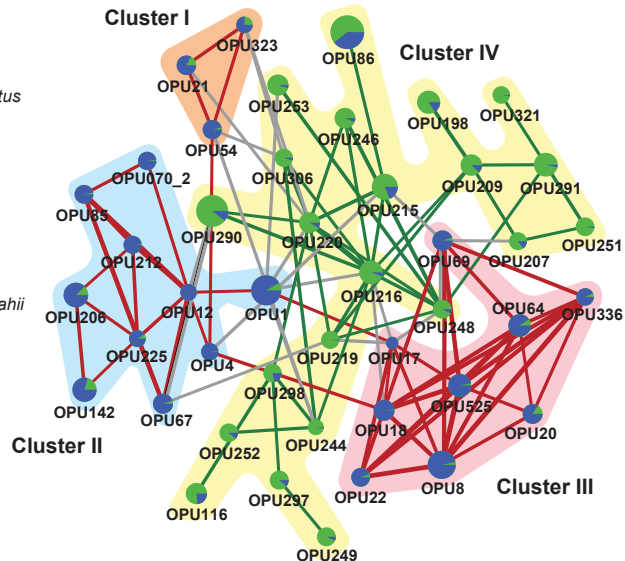 Cluster I
OPU323
OPU86
Cluster IV
OPU21
OPU253
tus
OPU246
OPU198
OPU321
OPU54
OPU070_2
OPU306
OPU209
OPU291
OPU85
OPU215
OPU290
OPU220
OPU251
OPU212
OPU69
OPU207
OPU216
ahii
OPU206
OPU12
OPU1
OPU248
OPU64
OPU336
OPU225
OPU4
OPU219
OPU17
OPU142
OPU67
OPU298
OPU525
Cluster II
OPU18
OPU20
OPU252
OPU244
OPU22
OPU8
Cluster III
OPU116
OPU297
OPU249